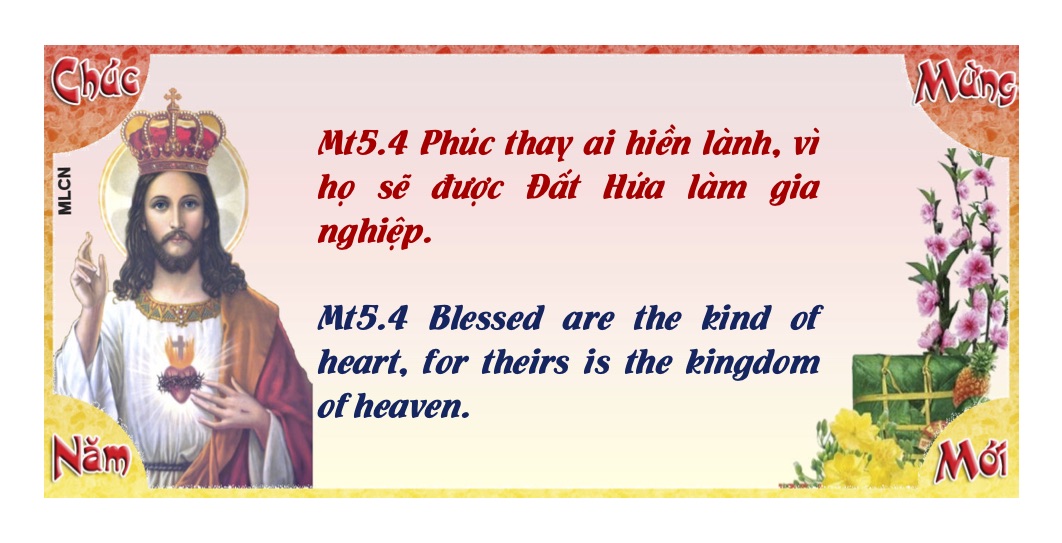 Chúc Mừng
MLCN
Mt5.4 Phúc thay ai hiền lành, vì
họ sẽ được Đất Hứa làm gia
nghiệp.
Mt5.4 Blessed are the kind of
heart, for theirs is the kingdom
of heaven.
Năm Mới